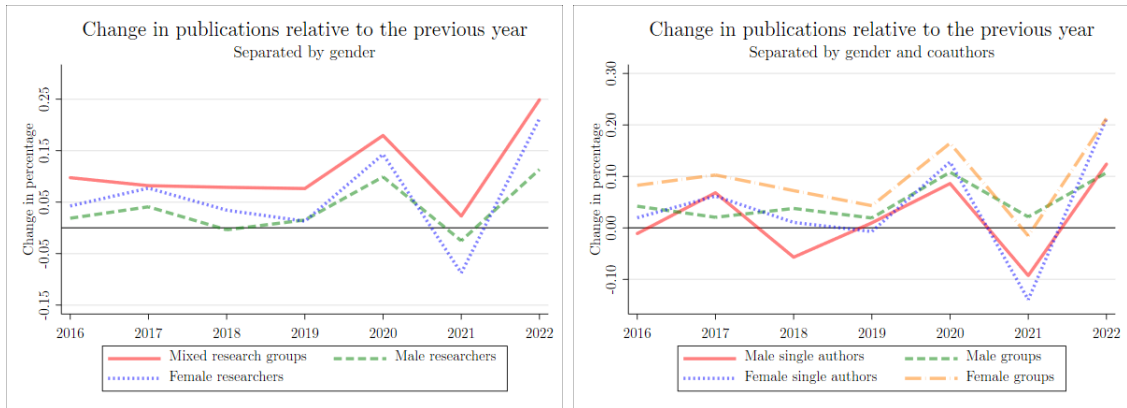 Change in publications relative to the previous year
Separated by gender
Change in percentage
0.25
0.15
0.05
-0.05
-0.15
2016 2017 2018 2019 2020 2021 2022
Mixed research groups Male researchers
Female researchers
Change in publications relative to the previous year
Separated by gender and coauthors
Change in percentage
0.30
0.20
0.10
0.00
-0.10
2016 2017 2018 2019 2020 2021 2022
Male single authors Male groups
Female single authors Female groups